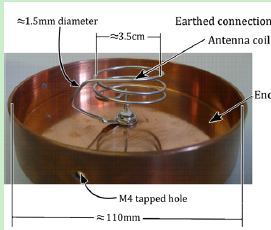 ≈1.5mm diameter
Earthed connection
≈3.5cm
Antenna coil
M4 tapped hole
≈110mm